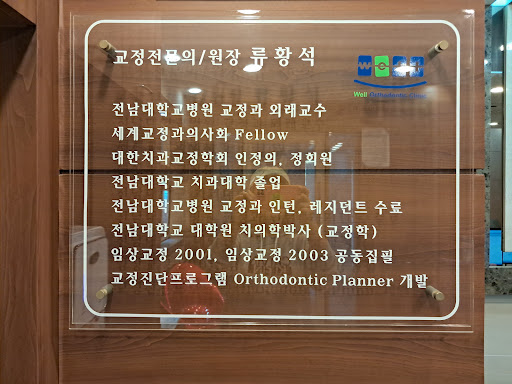 교정전문의/원장 류황석
Well Orthodontic Clinic
전남대학교병원 교정과 외래교수
세계교정과의사회 Fellow
대한치과교정학회 인정의, 정회원
전남대학교 치과대학 졸업
전남대학교병원 교정과 인턴, 레지던트 수료
전남대학교 대학원 치의학박사 (교정학)
임상교정 2001, 임상교정 2003 공동집필
교정진단프로그램 Orthodontic Planner 개발